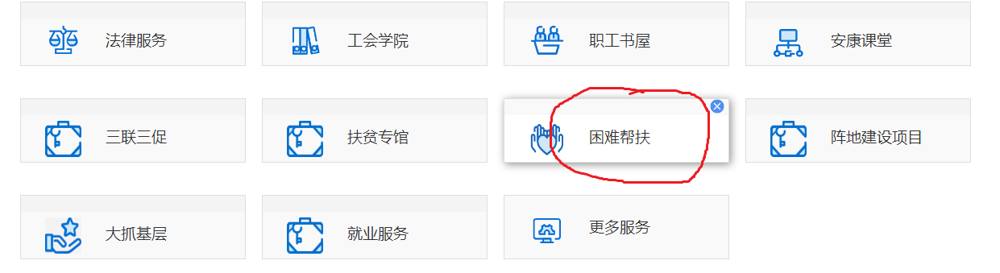 法律服务
工会学院
职工书屋
安康课堂
三联三促
扶贫专馆
困难帮扶
阵地建设项目
大抓基层
就业服务
更多服务